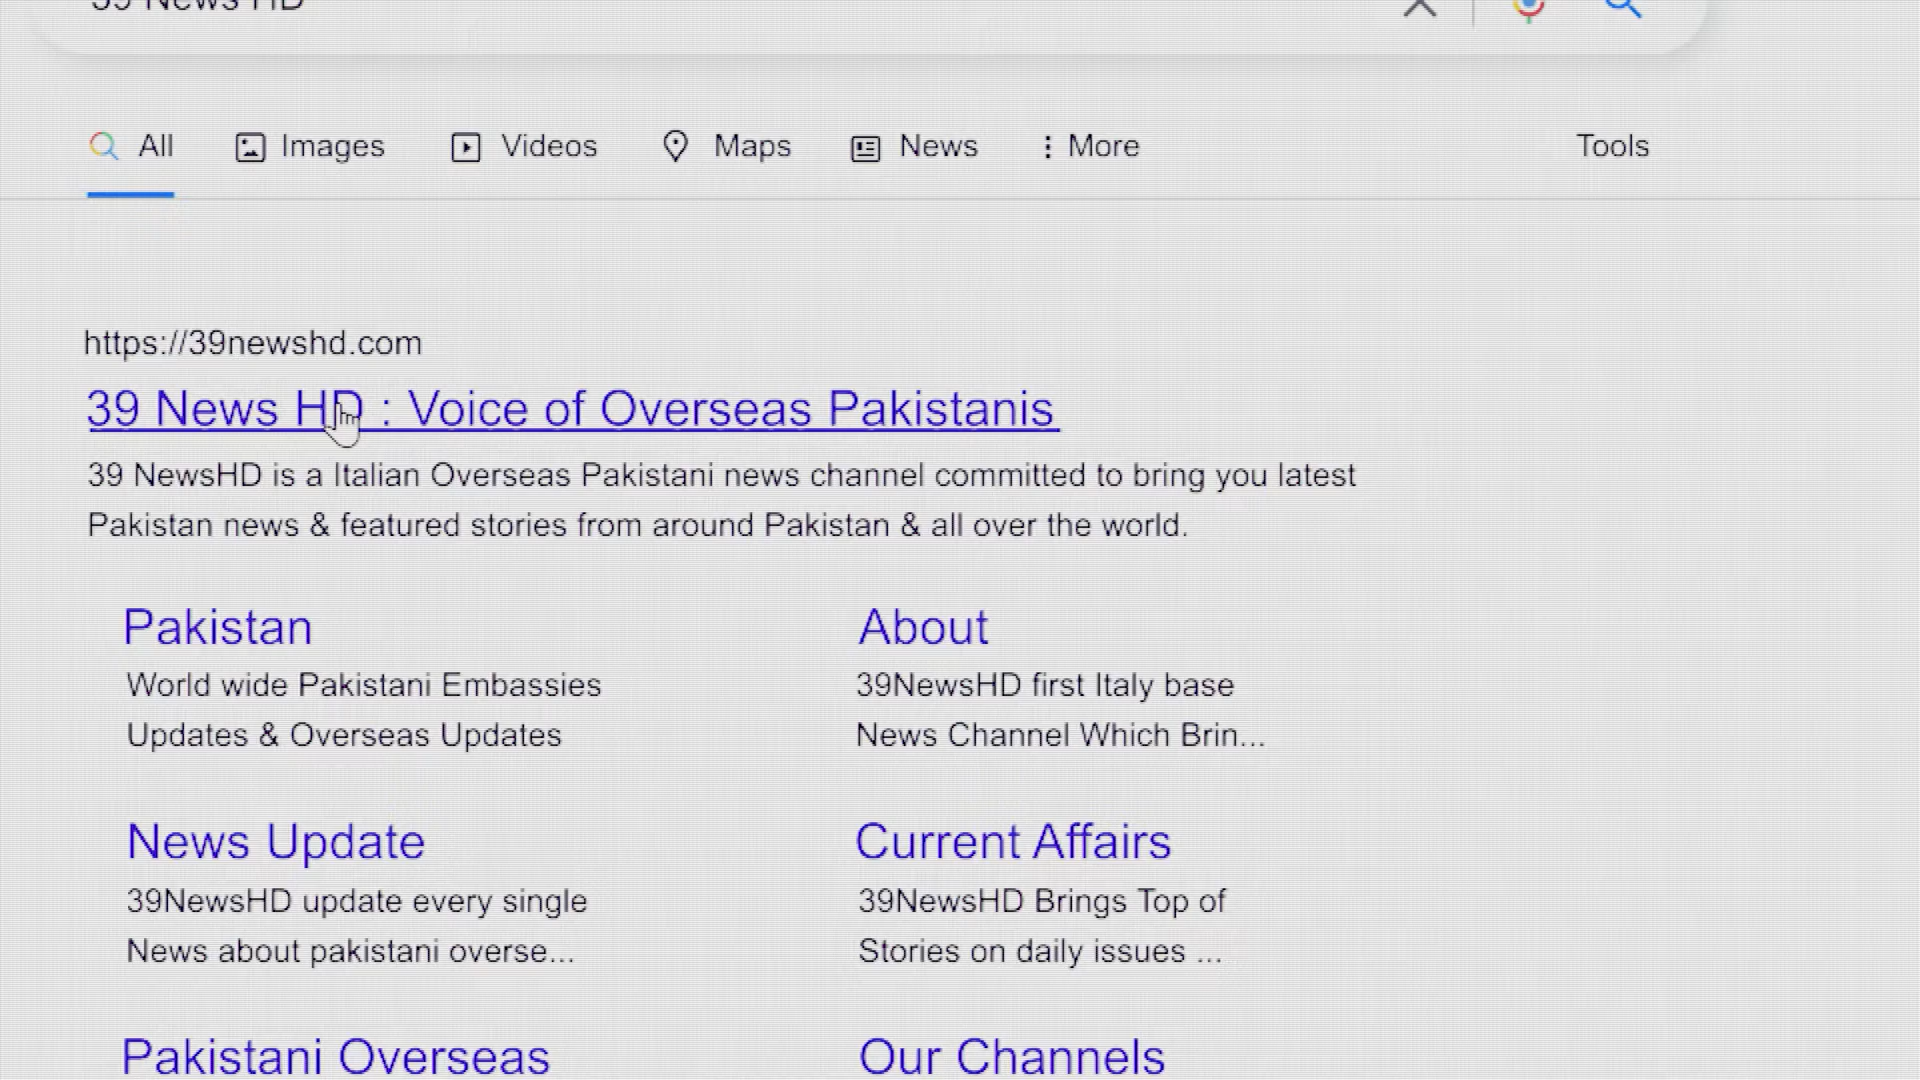 39 News HD
All Images Videos Maps News More Tools
https://39newshd.com
39 News HD : Voice of Overseas Pakistanis
39 NewsHD is a Italian Overseas Pakistani news channel committed to bring you latest
Pakistan news & featured stories from around Pakistan & all over the world.
Pakistan
World wide Pakistani Embassies
Updates & Overseas Updates
About
39NewsHD first Italy base
News Channel Which Brin...
News Update
39NewsHD update every single
News about pakistani overse...
Current Affairs
39NewsHD Brings Top of
Stories on daily issues ...
Pakistani Overseas
Our Channels